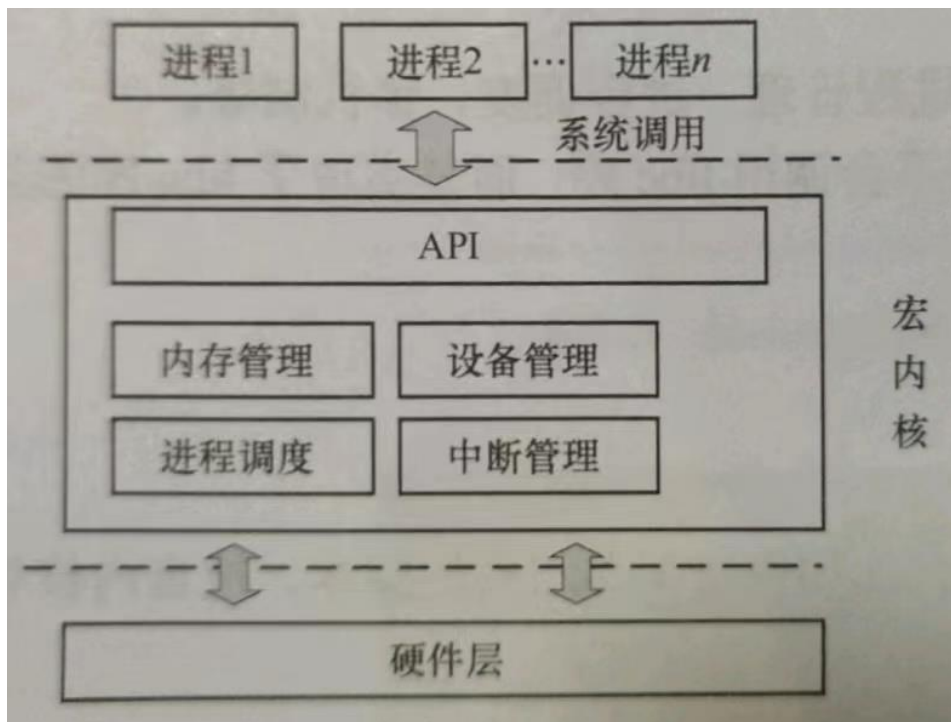 进程1 进程2 … 进程n
系统调用
API
内存管理 设备管理
进程调度 中断管理
宏内核
硬件层